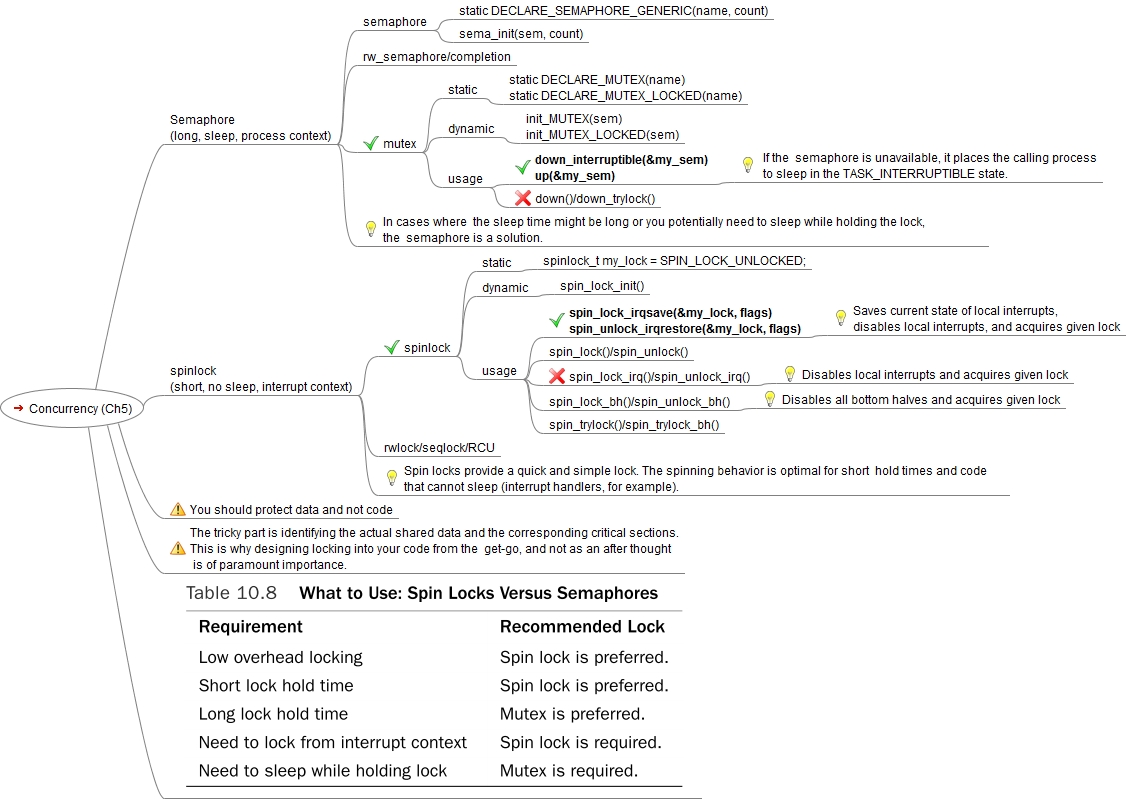 Concurrency (Ch5)
Semaphore
(long, sleep, process context)
semaphore
static DECLARE_SEMAPHORE_GENERIC(name, count)
sema_init(sem, count)
rw_semaphore/completion
mutex
static
static DECLARE_MUTEX(name)
static DECLARE_MUTEX_LOCKED(name)
dynamic
init_MUTEX(sem)
init_MUTEX_LOCKED(sem)
usage
down_interruptible(&my_sem)
up(&my_sem)
If the semaphore is unavailable, it places the calling process
to sleep in the TASK_INTERRUPTIBLE state.
down()/down_trylock()
In cases where the sleep time might be long or you potentially need to sleep while holding the lock,
the semaphore is a solution.
spinlock
(short, no sleep, interrupt context)
spinlock
static
spinlock_t my_lock = SPIN_LOCK_UNLOCKED;
dynamic
spin_lock_init()
usage
spin_lock_irqsave(&my_lock, flags)
spin_unlock_irqrestore(&my_lock, flags)
Saves current state of local interrupts,
disables local interrupts, and acquires given lock
spin_lock()/spin_unlock()
spin_lock_irq()/spin_unlock_irq()
Disables local interrupts and acquires given lock
spin_lock_bh()/spin_unlock_bh()
Disables all bottom halves and acquires given lock
spin_trylock()/spin_trylock_bh()
rwlock/seqlock/RCU
Spin locks provide a quick and simple lock. The spinning behavior is optimal for short hold times and code
that cannot sleep (interrupt handlers, for example).
You should protect data and not code
The tricky part is identifying the actual shared data and the corresponding critical sections.
This is why designing locking into your code from the get-go, and not as an after thought
is of paramount importance.
Table 10.8 What to Use: Spin Locks Versus Semaphores
Requirement Recommended Lock
Low overhead locking Spin lock is preferred.
Short lock hold time Spin lock is preferred.
Long lock hold time Mutex is preferred.
Need to lock from interrupt context Spin lock is required.
Need to sleep while holding lock Mutex is required.